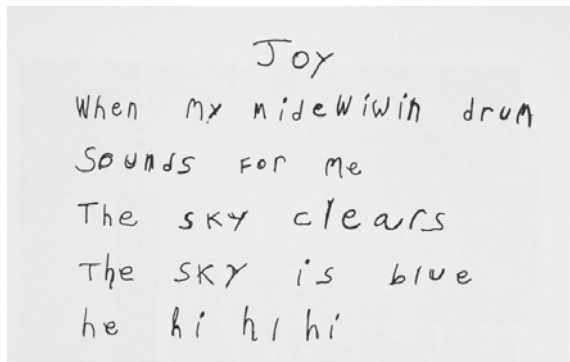 Joy
When my midewiwin drum
Sounds for me
The sky clears
The sky is blue
he hi hi hi